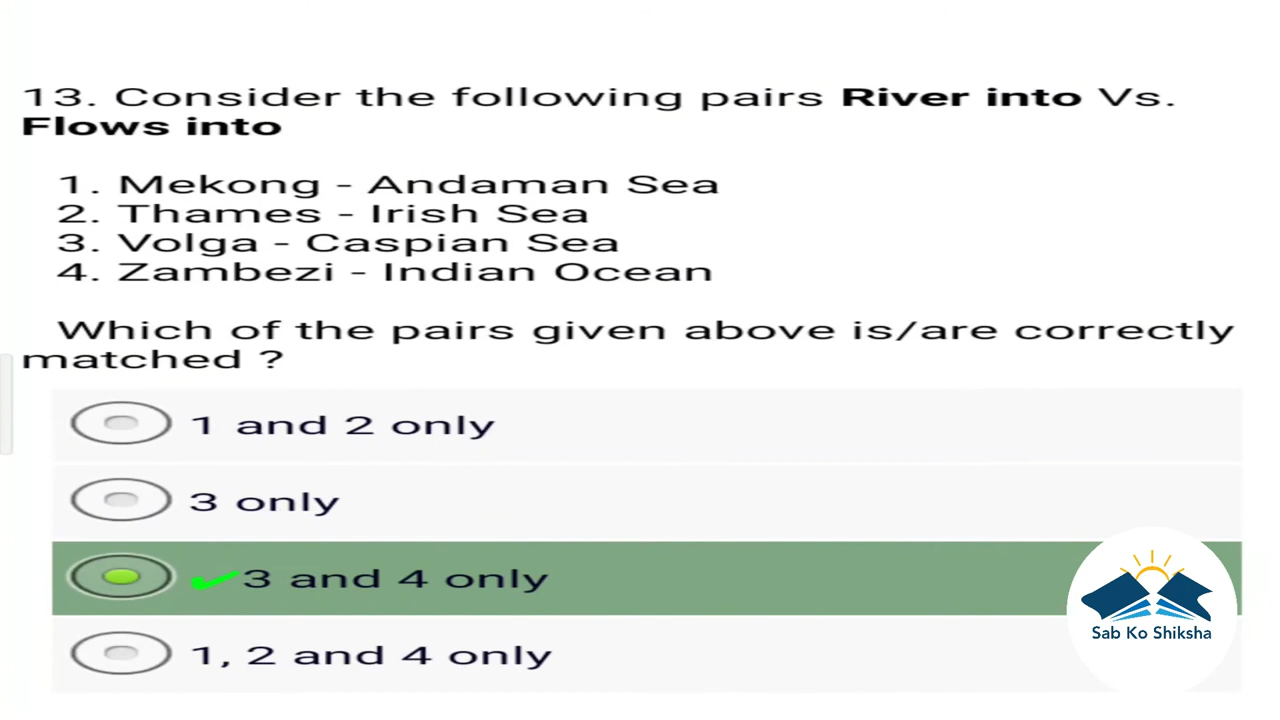 13. Consider the following pairs River into Vs.
Flows into
1. Mekong - Andaman Sea
2. Thames - Irish Sea
3. Volga - Caspian Sea
4. Zambezi - Indian Ocean
Which of the pairs given above is/are correctly
matched ?
1 and 2 only
3 only
✔3 and 4 only
1, 2 and 4 only
Sab Ko Shiksha